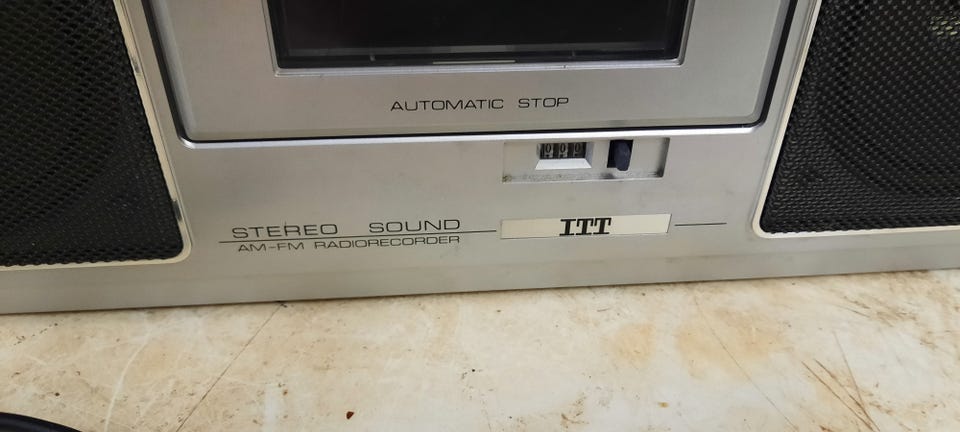 AUTOMATIC STOP
STEREO SOUND
ITT
AM-FM RADIORECORDER